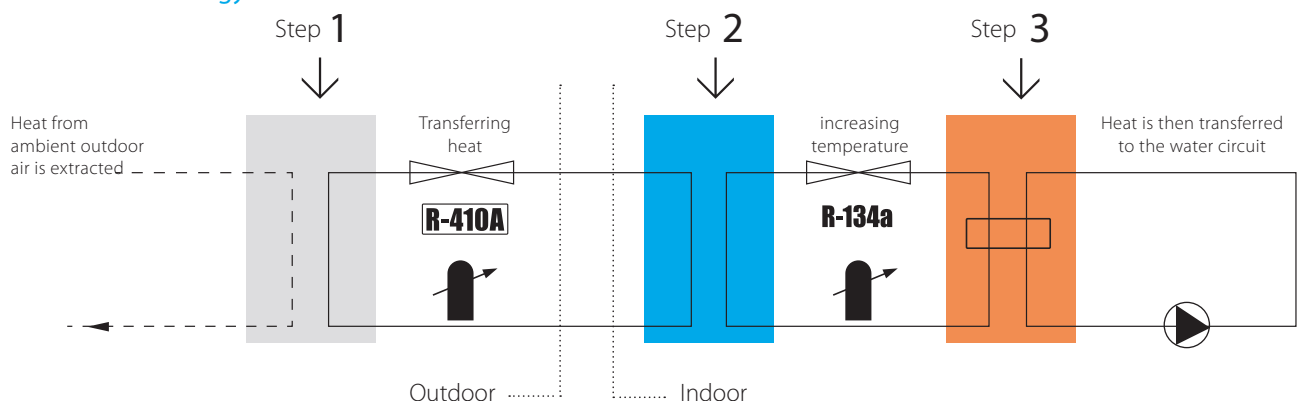 Step 1
Step 2
Step 3
Heat from
ambient outdoor
air is extracted
Transferring
heat
increasing
temperature
Heat is then transferred
to the water circuit
R-410A
R-134a
Outdoor
Indoor